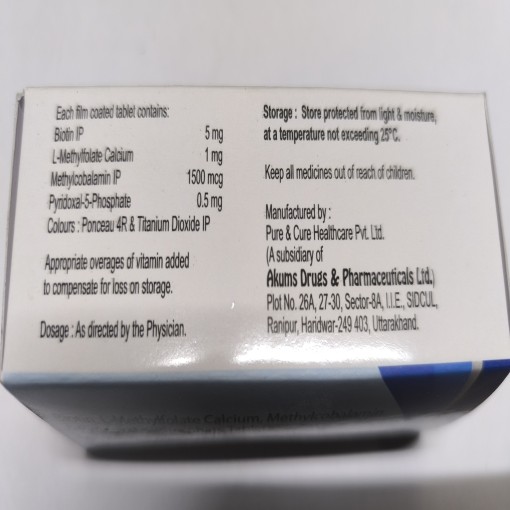 Each film coated tablet contains:
Biotin IP 5 mg
L-Methylfolate Calcium 1 mg
Methylcobalamin IP 1500 mcg
Pyridoxal-5-Phosphate 0.5 mg
Colours : Ponceau 4R & Titanium Dioxide IP
Appropriate overages of vitamin added
to compensate for loss on storage.
Dosage : As directed by the Physician.
Storage : Store protected from light & moisture,
at a temperature not exceeding 25°C.
Keep all medicines out of reach of children.
Manufactured by :
Pure & Cure Healthcare Pvt. Ltd.
(A subsidiary of
Akums Drugs & Pharmaceuticals Ltd.)
Plot No. 26A, 27-30, Sector-8A, I.I.E., SIDCUL,
Ranipur, Haridwar-249 403, Uttarakhand.
Calcium,